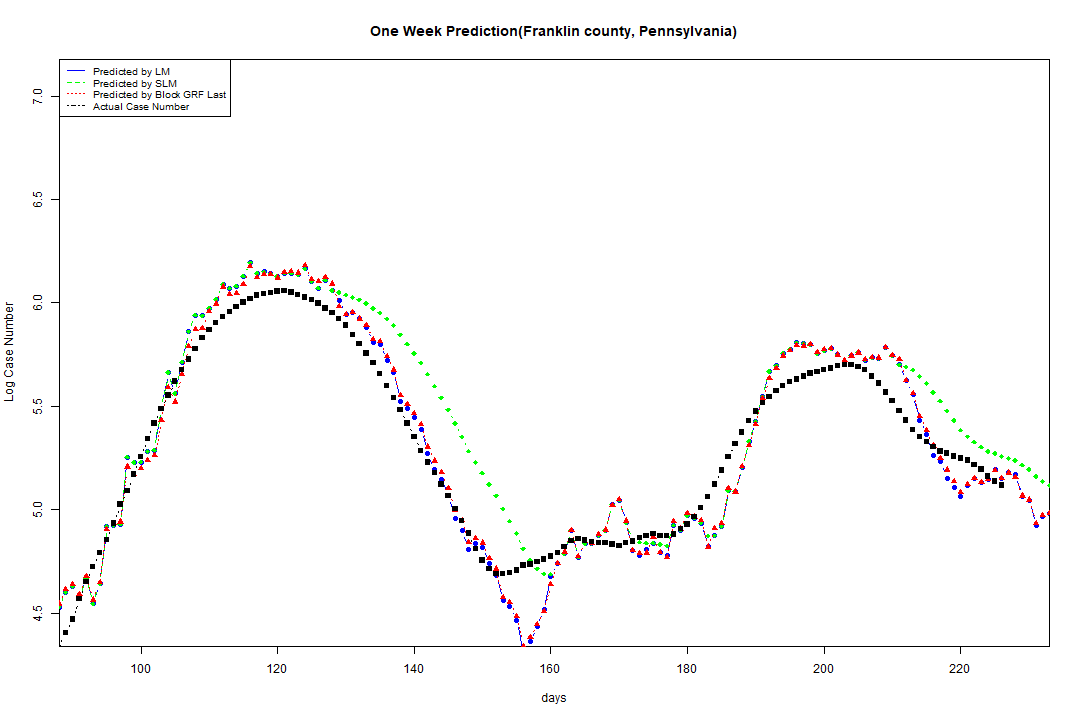 One Week Prediction(Franklin county, Pennsylvania)
Predicted by LM
Predicted by SLM
Predicted by Block GRF Last
Actual Case Number
7.0
6.5
6.0
5.5
5.0
4.5
Log Case Number
100 120 140 160 180 200 220
days